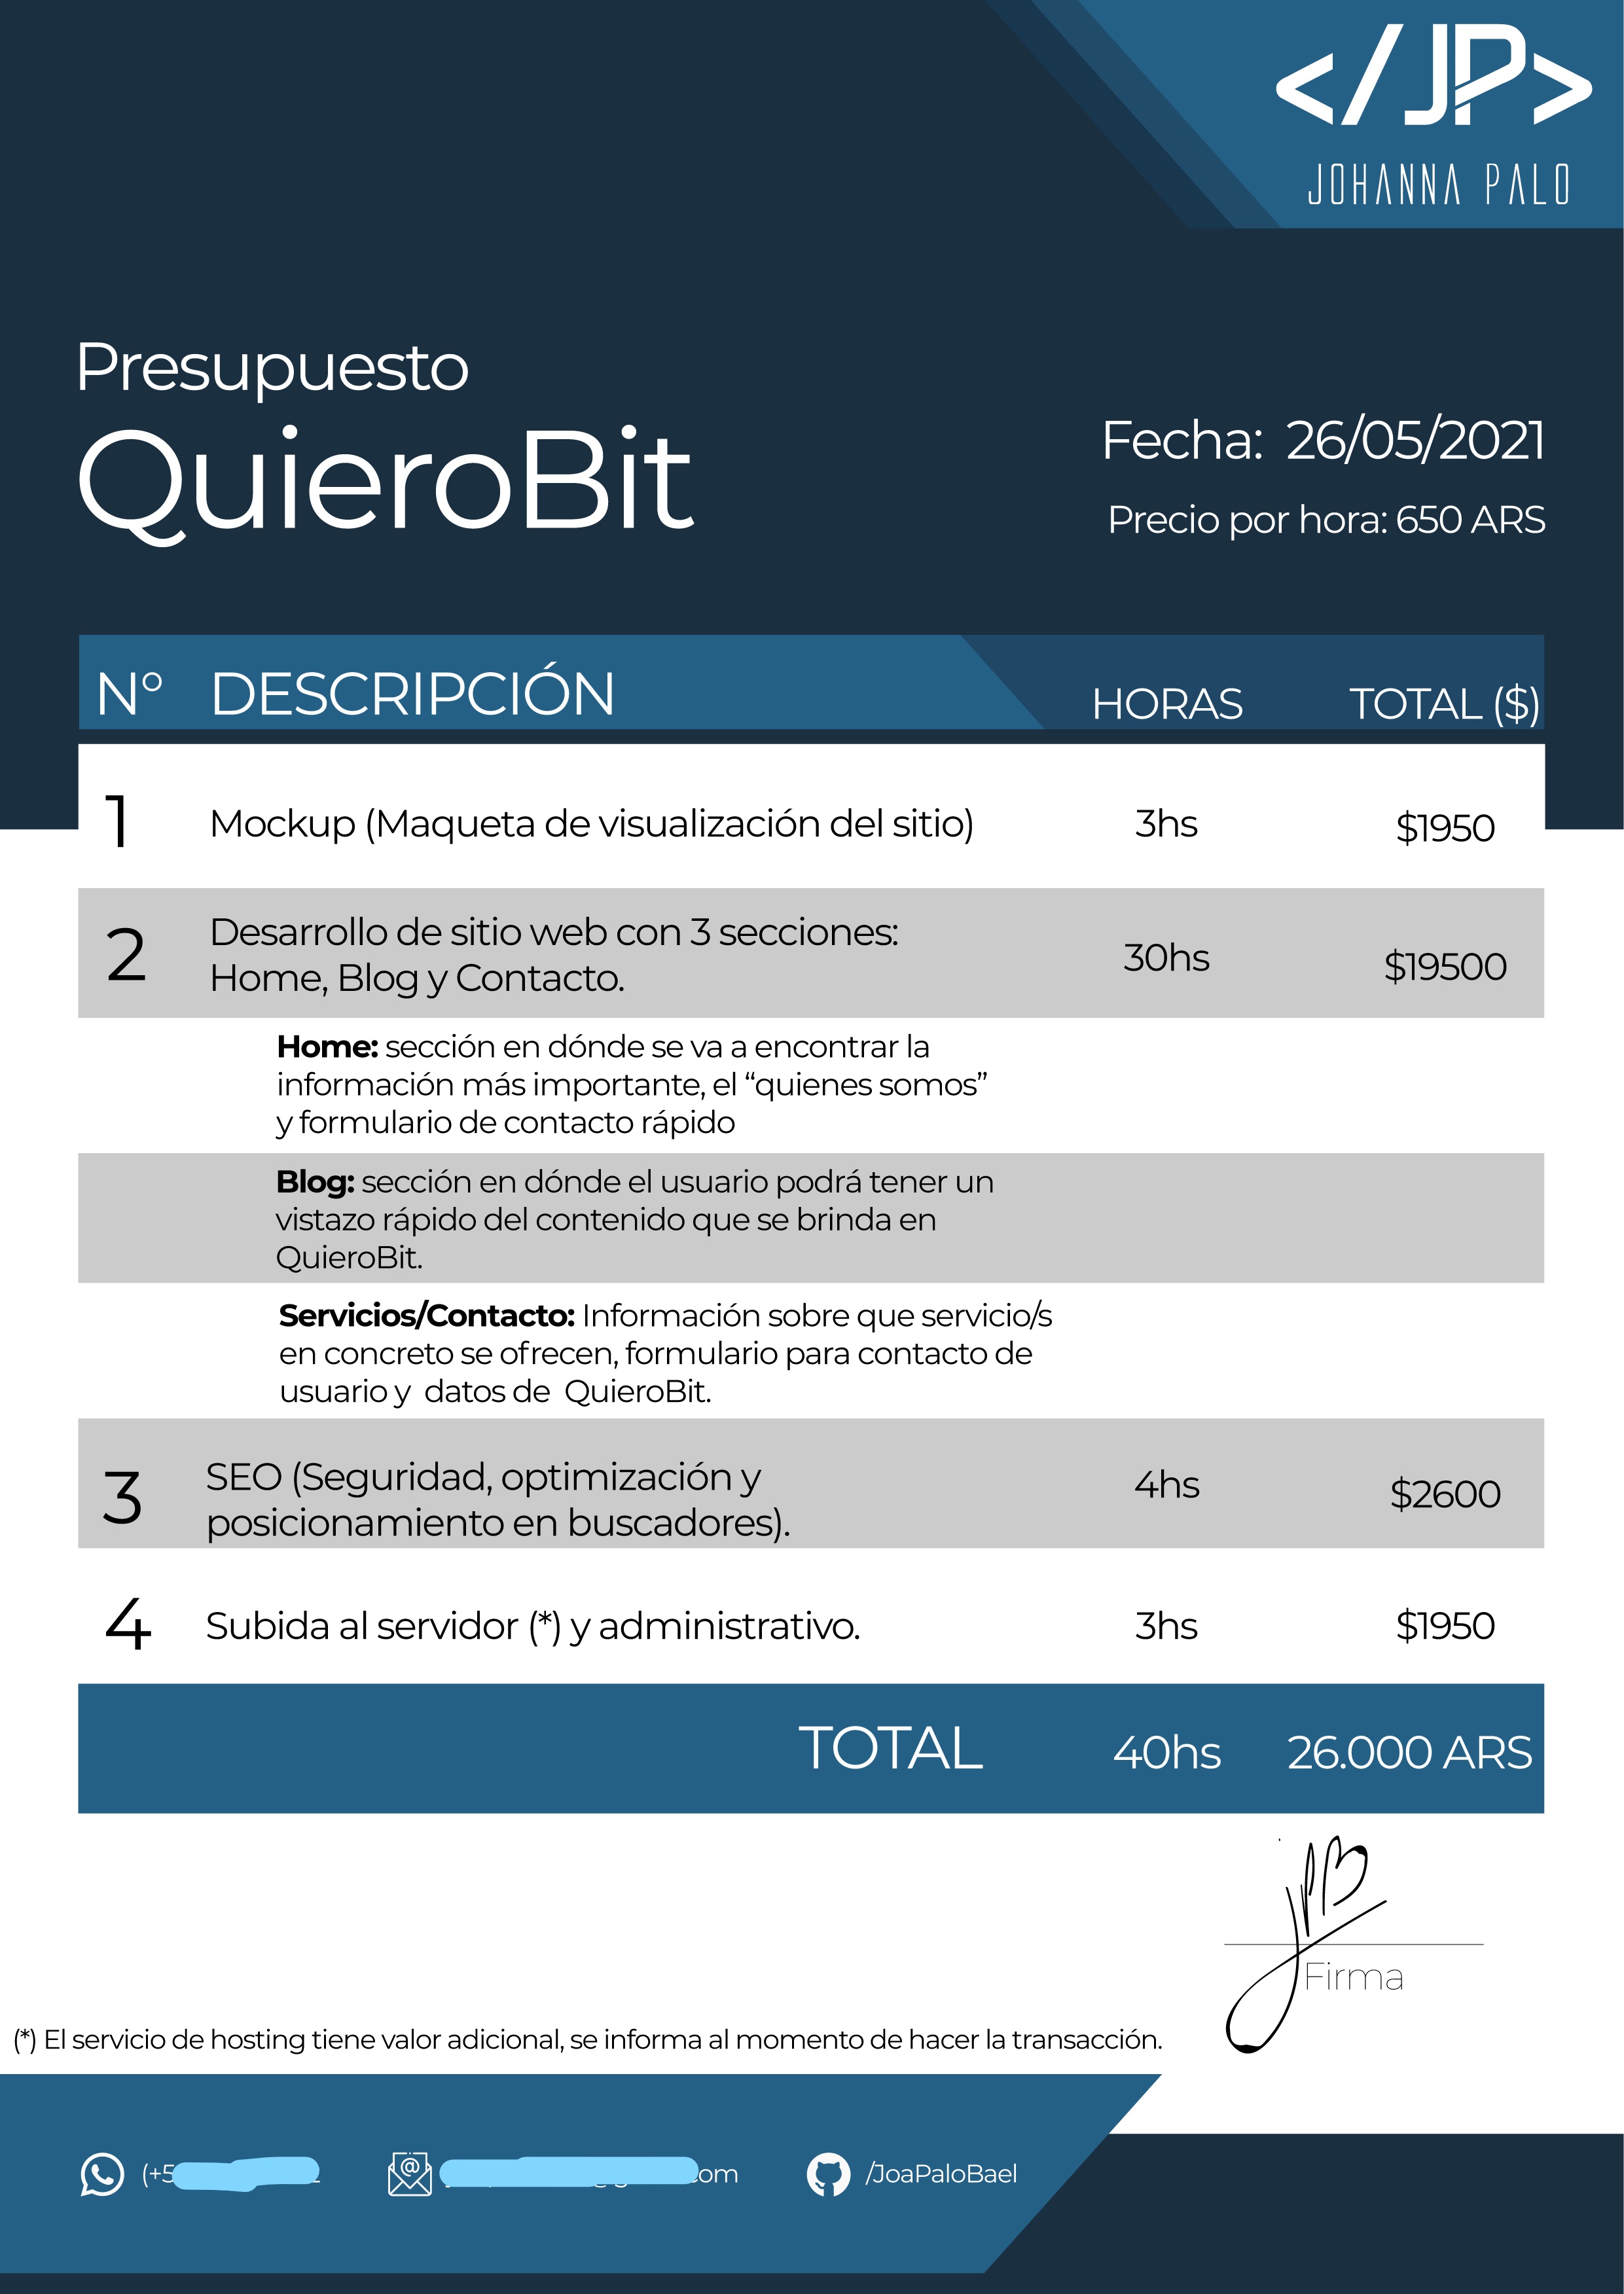 </JP>
JOHANNA PALO
Presupuesto
QuieroBit
Fecha: 26/05/2021
Precio por hora: 650 ARS
N° DESCRIPCIÓN HORAS TOTAL ($)
1 Mockup (Maqueta de visualización del sitio) 3hs $1950
2 Desarrollo de sitio web con 3 secciones:
Home, Blog y Contacto. 30hs $19500
Home: sección en dónde se va a encontrar la
información más importante, el “quienes somos”
y formulario de contacto rápido
Blog: sección en dónde el usuario podrá tener un
vistazo rápido del contenido que se brinda en
QuieroBit.
Servicios/Contacto: Información sobre que servicio/s
en concreto se ofrecen, formulario para contacto de
usuario y datos de QuieroBit.
3 SEO (Seguridad, optimización y
posicionamiento en buscadores). 4hs $2600
4 Subida al servidor (*) y administrativo. 3hs $1950
TOTAL 40hs 26.000 ARS
Firma
(*) El servicio de hosting tiene valor adicional, se informa al momento de hacer la transacción.
(+5
om
/JoaPaloBael